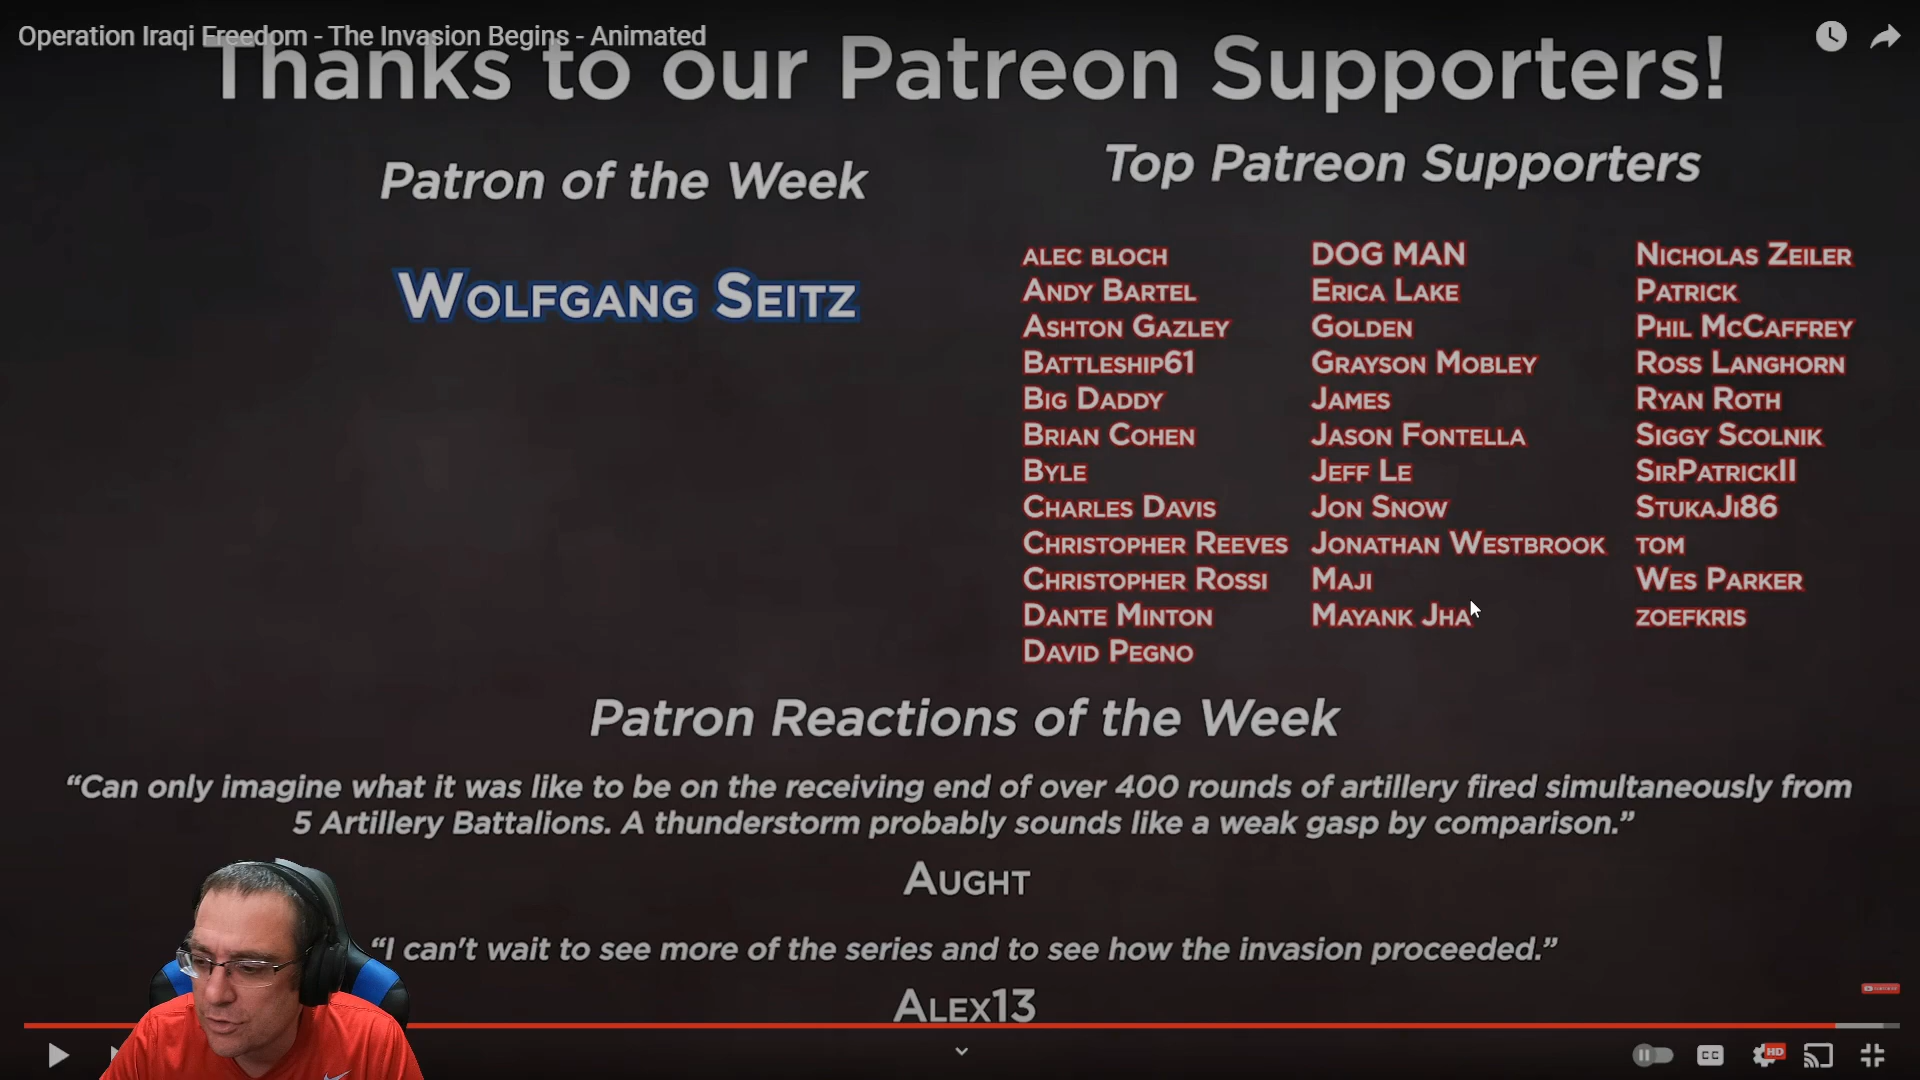 Operation Iraqi Freedom - The Invasion Begins - Animated
Thanks to our Patreon Supporters!
Patron of the Week
Wolfgang Seitz
Top Patreon Supporters
ALEC BLOCH
ANDY BARTEL
ASHTON GAZLEY
BATTLESHIP61
BIG DADDY
BRIAN COHEN
BYLE
CHARLES DAVIS
CHRISTOPHER REEVES
CHRISTOPHER ROSSI
DANTE MINTON
DAVID PEGNO
DOG MAN
ERICA LAKE
GOLDEN
GRAYSON MOBLEY
JAMES
JASON FONTELLA
JEFF LE
JON SNOW
JONATHAN WESTBROOK
MAJI
MAYANK JHA
NICHOLAS ZEILER
PATRICK
PHIL MCCAFFREY
ROSS LANGHORN
RYAN ROTH
SIGGY SCOLNIK
SIRPATRICKII
STUKAJI86
TOM
WES PARKER
ZOEFKRIS
Patron Reactions of the Week
“Can only imagine what it was like to be on the receiving end of over 400 rounds of artillery fired simultaneously from
5 Artillery Battalions. A thunderstorm probably sounds like a weak gasp by comparison.”
AUGHT
“I can't wait to see more of the series and to see how the invasion proceeded.”
ALEX13
CC
HD